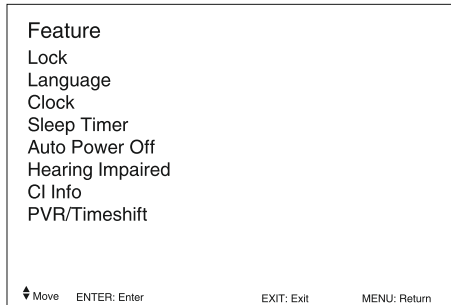 Feature
Lock
Language
Clock
Sleep Timer
Auto Power Off
Hearing Impaired
CI Info
PVR/Timeshift
Move ENTER: Enter EXIT: Exit MENU: Return